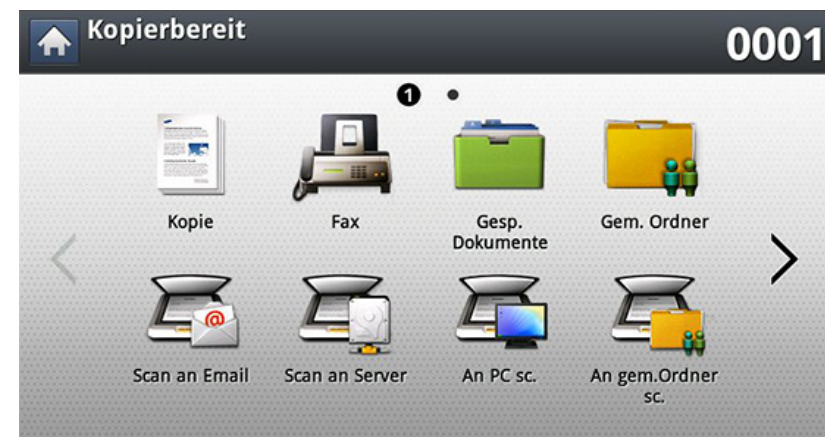 Kopierbereit
0001
1
Kopie
Fax
Gesp.
Dokumente
Gem. Ordner
Scan an Email
Scan an Server
An PC sc.
An gem.Ordner
sc.